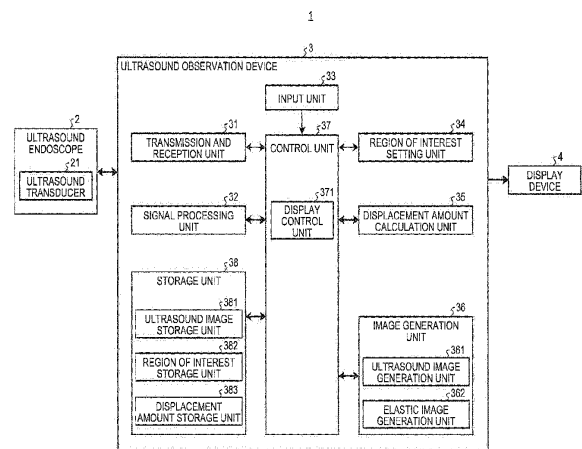 1
3
ULTRASOUND OBSERVATION DEVICE
33
INPUT UNIT
2
ULTRASOUND
ENDOSCOPE
21
ULTRASOUND
TRANSDUCER
31
TRANSMISSION AND
RECEPTION UNIT
37
CONTROL UNIT
34
REGION OF INTEREST
SETTING UNIT
4
DISPLAY
DEVICE
32
SIGNAL PROCESSING
UNIT
371
DISPLAY
CONTROL
UNIT
35
DISPLACEMENT AMOUNT
CALCULATION UNIT
38
STORAGE UNIT
381
ULTRASOUND IMAGE
STORAGE UNIT
382
REGION OF INTEREST
STORAGE UNIT
383
DISPLACEMENT
AMOUNT STORAGE UNIT
36
IMAGE GENERATION
UNIT
361
ULTRASOUND IMAGE
GENERATION UNIT
362
ELASTIC IMAGE
GENERATION UNIT